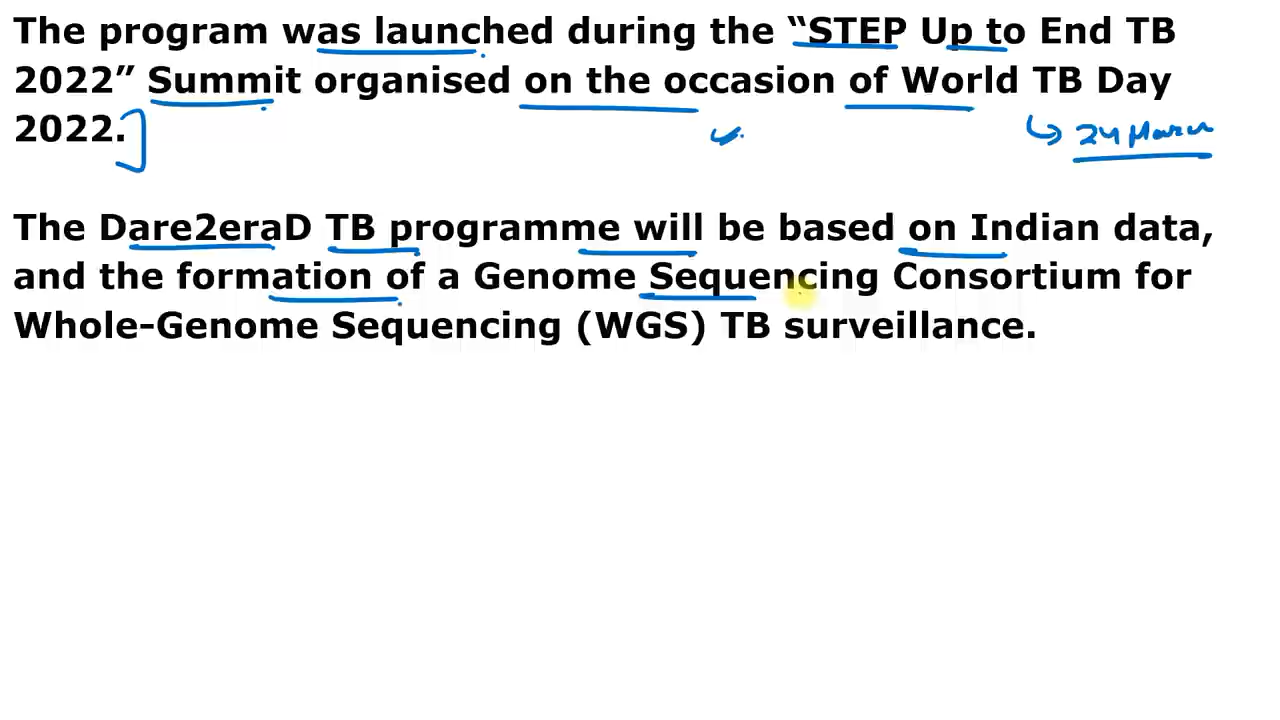 The program was launched during the “STEP Up to End TB
2022” Summit organised on the occasion of World TB Day
2022.
24 March
The Dare2eraD TB programme will be based on Indian data,
and the formation of a Genome Sequencing Consortium for
Whole-Genome Sequencing (WGS) TB surveillance.